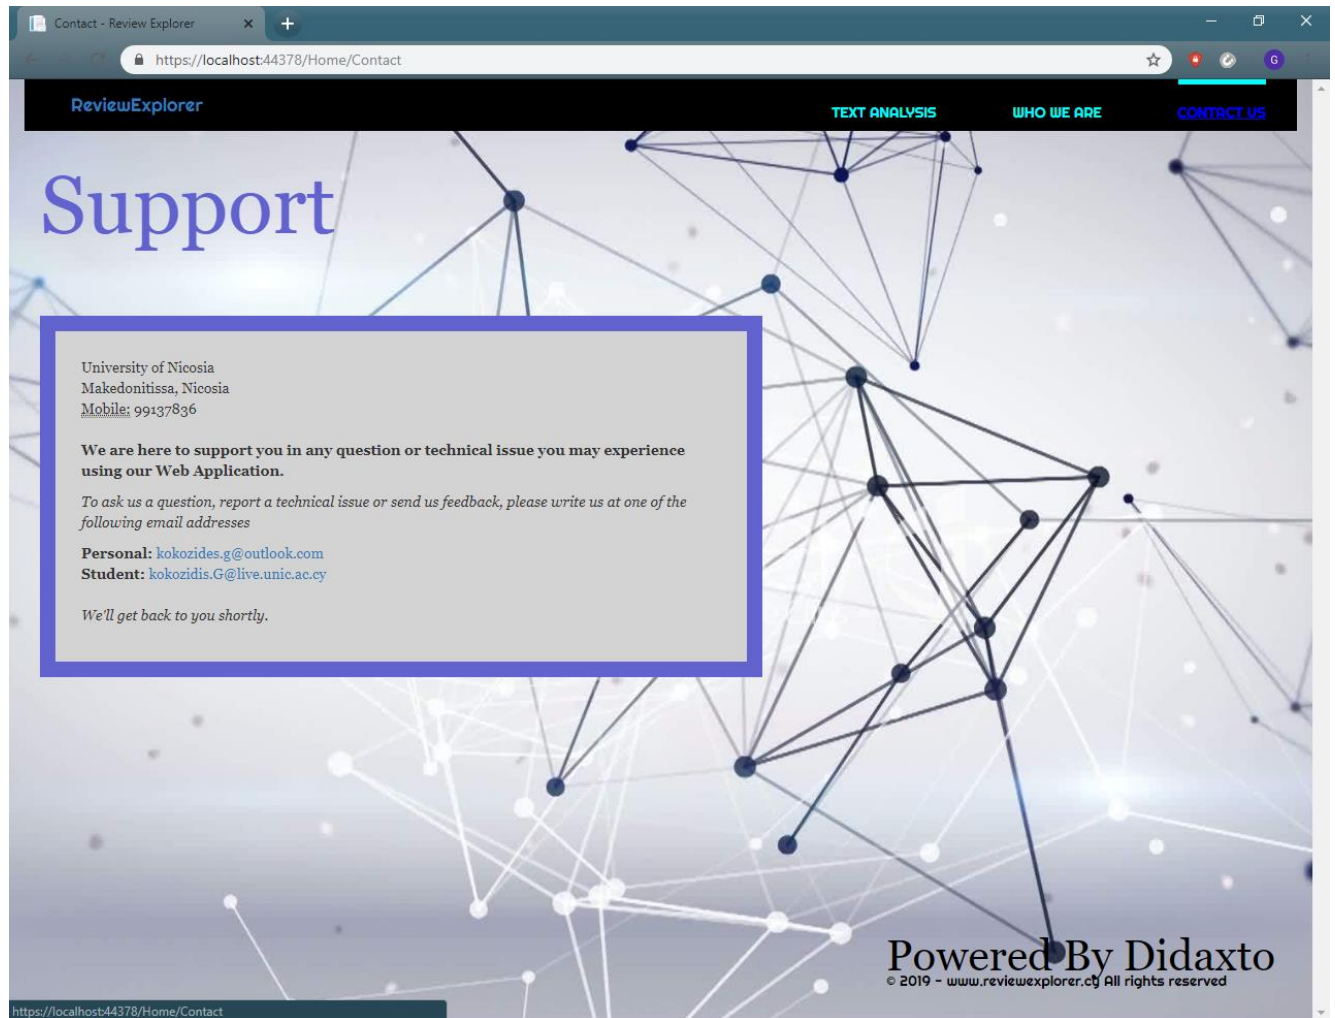 Contact - Review Explorer
https://localhost:44378/Home/Contact
G
ReviewExplorer
TEXT ANALYSIS
WHO WE ARE
CONTACT US
Support
University of Nicosia
Makedonitissa, Nicosia
Mobile: 99137836
We are here to support you in any question or technical issue you may experience
using our Web Application.
To ask us a question, report a technical issue or send us feedback, please write us at one of the
following email addresses
Personal: kokozides.g@outlook.com
Student: kokozidis.G@live.unic.ac.cy
We'll get back to you shortly.
Powered By Didaxto
© 2019 - www.reviewexplorer.cy All rights reserved
https://localhost:44378/Home/Contact